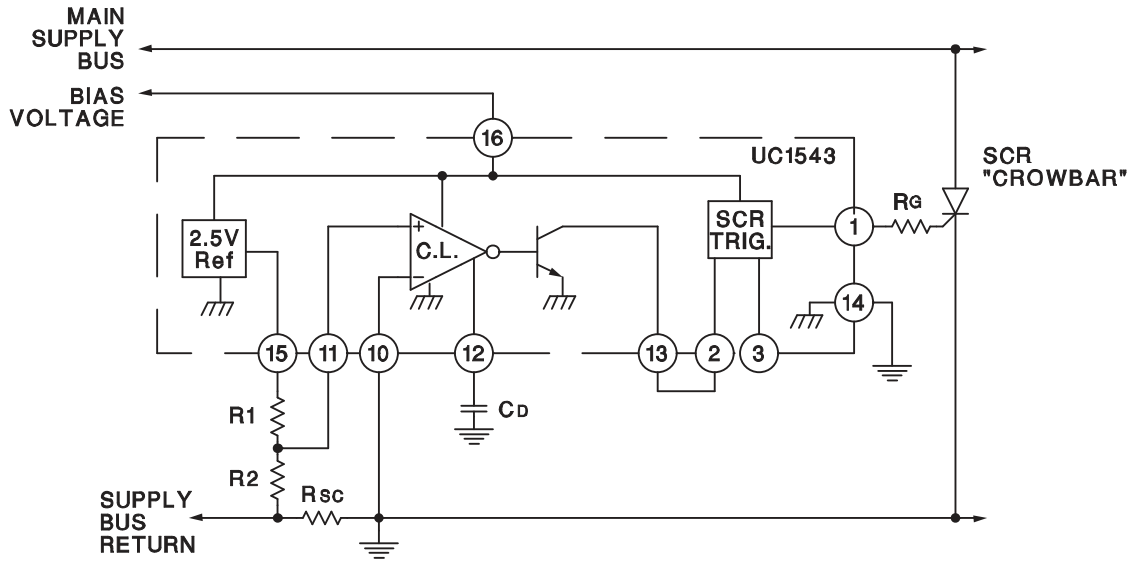 MAIN
SUPPLY
BUS
BIAS
VOLTAGE
16
UC1543
SCR
"CROWBAR"
2.5V
Ref
+
C.L.
−
SCR
TRIG.
1
RG
14
15
11
10
12
13
2
3
R1
CD
R2
RSC
SUPPLY
BUS
RETURN